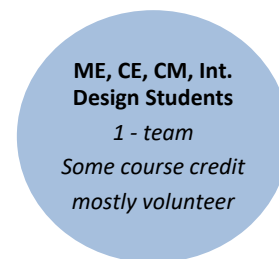 ME, CE, CM, Int.
Design Students
1 - team
Some course credit
mostly volunteer